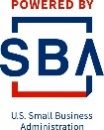 POWERED BY
SBA
U.S. Small Business
Administration